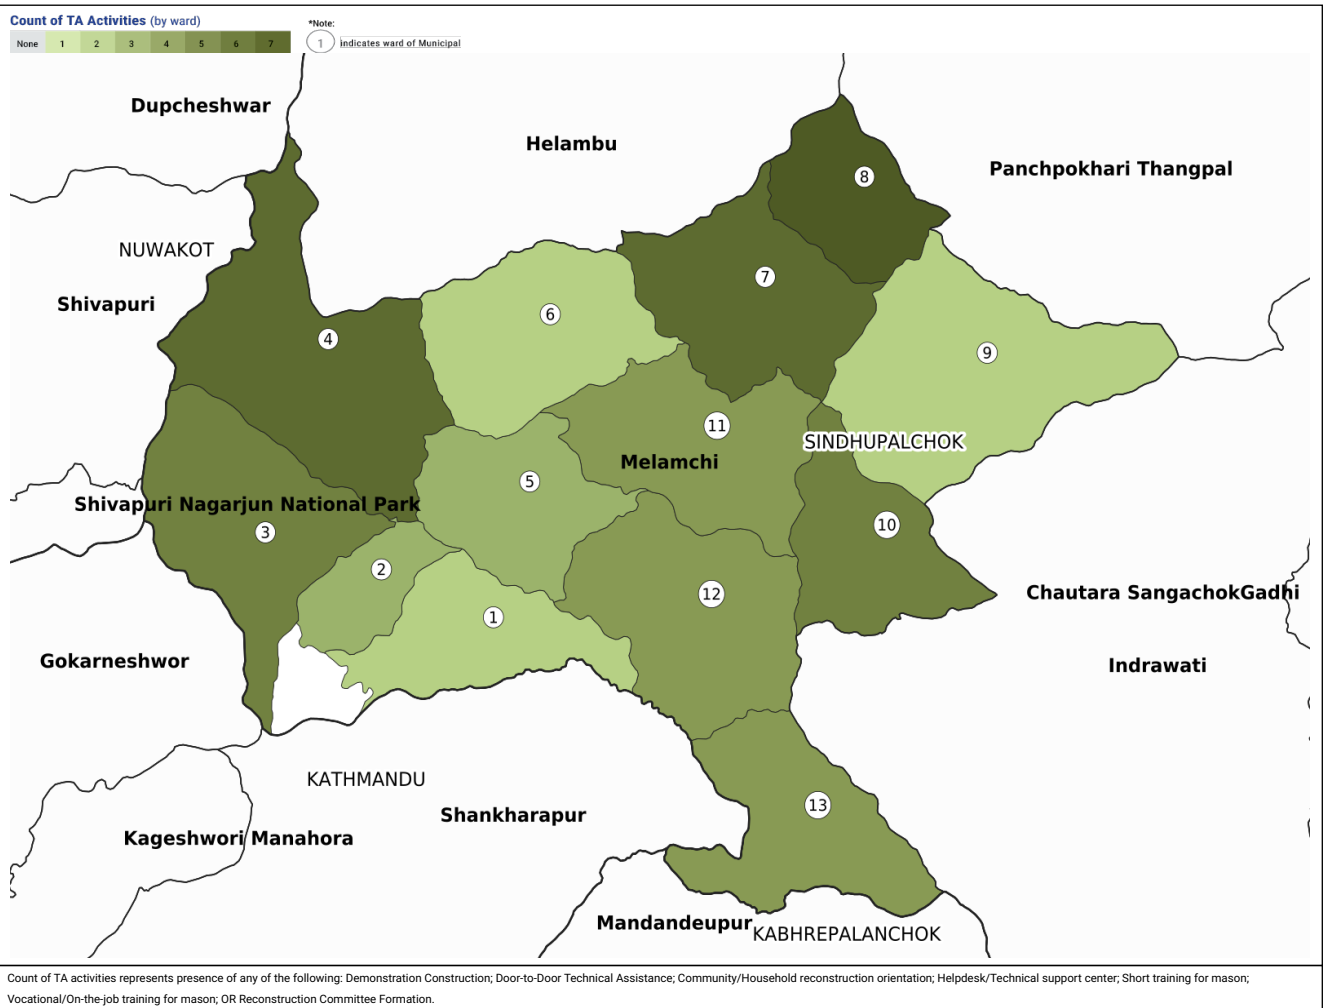 Count of TA Activities (by ward)
*Note:
None 1 2 3 4 5 6 7
1 indicates ward of Municipal
Dupcheshwar
Helambu
Panchpokhari Thangpal
8
NUWAKOT
7
Shivapuri
6
4
9
11
SINDHUPALCHOK
Melamchi
5
Shivapuri Nagarjun National Park
10
3
2
12
Chautara SangachokGadhi
1
Gokarneshwor
Indrawati
KATHMANDU
13
Shankharapur
Kageshwori Manahora
Mandandeupur
KABHREPALANCHOK
Count of TA activities represents presence of any of the following: Demonstration Construction; Door-to-Door Technical Assistance; Community/Household reconstruction orientation; Helpdesk/Technical support center; Short training for mason;
Vocational/On-the-job training for mason; OR Reconstruction Committee Formation.